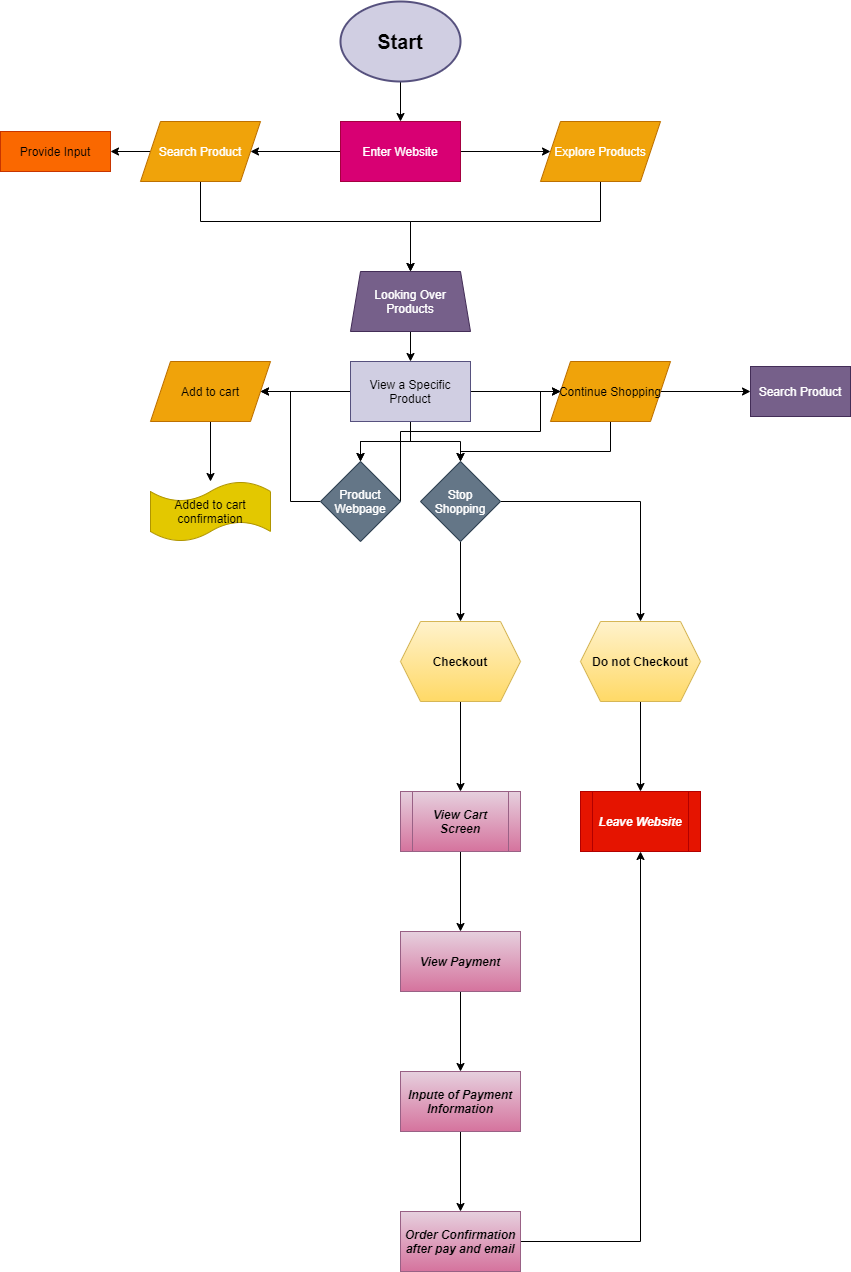 Start
Provide Input
Search Product
Enter Website
Explore Products
Looking Over
Products
Add to cart
View a Specific
Product
Continue Shopping
Search Product
Added to cart
confirmation
Product
Webpage
Stop
Shopping
Checkout
Do not Checkout
View Cart
Screen
Leave Website
View Payment
Inpute of Payment
Information
Order Confirmation
after pay and email